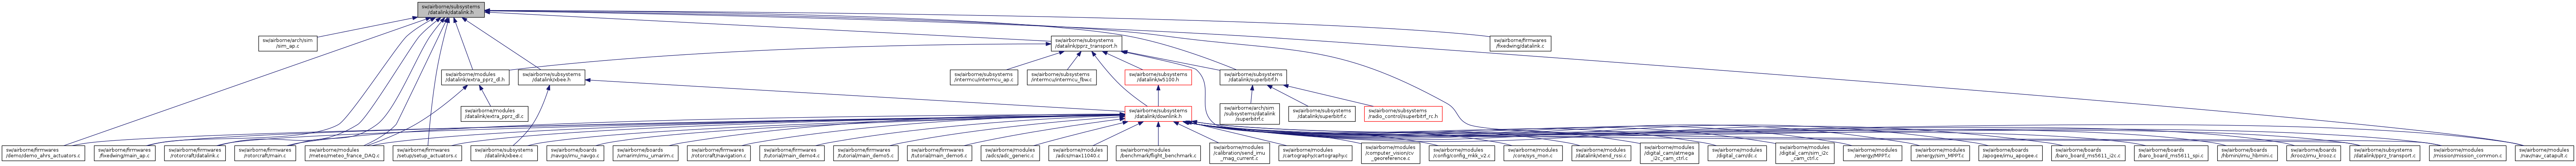 sw/airborne/subsystems
/datalink/datalink.h
sw/airborne/arch/sim
/sim_ap.c
sw/airborne/subsystems
/datalink/pprz_transport.h
sw/airborne/firmwares
/fixedwing/datalink.c
sw/airborne/modules
/datalink/extra_pprz_dl.h
sw/airborne/subsystems
/datalink/xbee.h
sw/airborne/subsystems
/intermcu/intermcu_ap.c
sw/airborne/subsystems
/intermcu/intermcu_fbw.c
sw/airborne/subsystems
/datalink/w5100.h
sw/airborne/subsystems
/datalink/superbitrf.h
sw/airborne/modules
/datalink/extra_pprz_dl.c
sw/airborne/subsystems
/datalink/downlink.h
sw/airborne/arch/sim
/subsystems/datalink
/superbitrf.c
sw/airborne/subsystems
/datalink/superbitrf.c
sw/airborne/subsystems
/radio_control/superbitrf_rc.h
sw/airborne/firmwares
/demo/demo_ahrs_actuators.c
sw/airborne/firmwares
/fixedwing/main_ap.c
sw/airborne/firmwares
/rotorcraft/datalink.c
sw/airborne/firmwares
/rotorcraft/main.c
sw/airborne/modules
/meteo/meteo_france_DAQ.c
sw/airborne/firmwares
/setup/setup_actuators.c
sw/airborne/subsystems
/datalink/xbee.c
sw/airborne/boards
/navgo/imu_navgo.c
sw/airborne/boards
/umarim/imu_umarim.c
sw/airborne/firmwares
/rotorcraft/navigation.c
sw/airborne/firmwares
/tutorial/main_demo4.c
sw/airborne/firmwares
/tutorial/main_demo5.c
sw/airborne/firmwares
/tutorial/main_demo6.c
sw/airborne/modules
/adcs/adc_generic.c
sw/airborne/modules
/adcs/max11040.c
sw/airborne/modules
/benchmark/flight_benchmark.c
sw/airborne/modules
/calibration/send_imu
_mag_current.c
sw/airborne/modules
/cartography/cartography.c
sw/airborne/modules
/computer_vision/cv
_georeference.c
sw/airborne/modules
/config/config_mkk_v2.c
sw/airborne/modules
/core/sys_mon.c
sw/airborne/modules
/datalink/xtend_rssi.c
sw/airborne/modules
/digital_cam/atmega
_i2c_cam_ctrl.c
sw/airborne/modules
/digital_cam/dc.c
sw/airborne/modules
/digital_cam/sim_i2c
_cam_ctrl.c
sw/airborne/modules
/energy/MPPT.c
sw/airborne/modules
/energy/sim_MPPT.c
sw/airborne/boards
/apogee/imu_apogee.c
sw/airborne/boards
/baro_board_ms5611_i2c.c
sw/airborne/boards
/baro_board_ms5611_spi.c
sw/airborne/boards
/hbmini/imu_hbmini.c
sw/airborne/boards
/krooz/imu_krooz.c
sw/airborne/subsystems
/datalink/pprz_transport.c
sw/airborne/modules
/mission/mission_common.c
sw/airborne/modules
/nav/nav_catapult.c